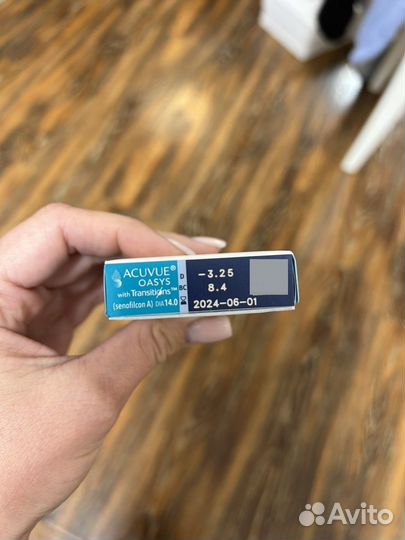 ACUVUE®
OASYS
with Transitions™
(senofilcon A) DIA 14.0
D -3.25
BC 8.4
2024-06-01
Avito